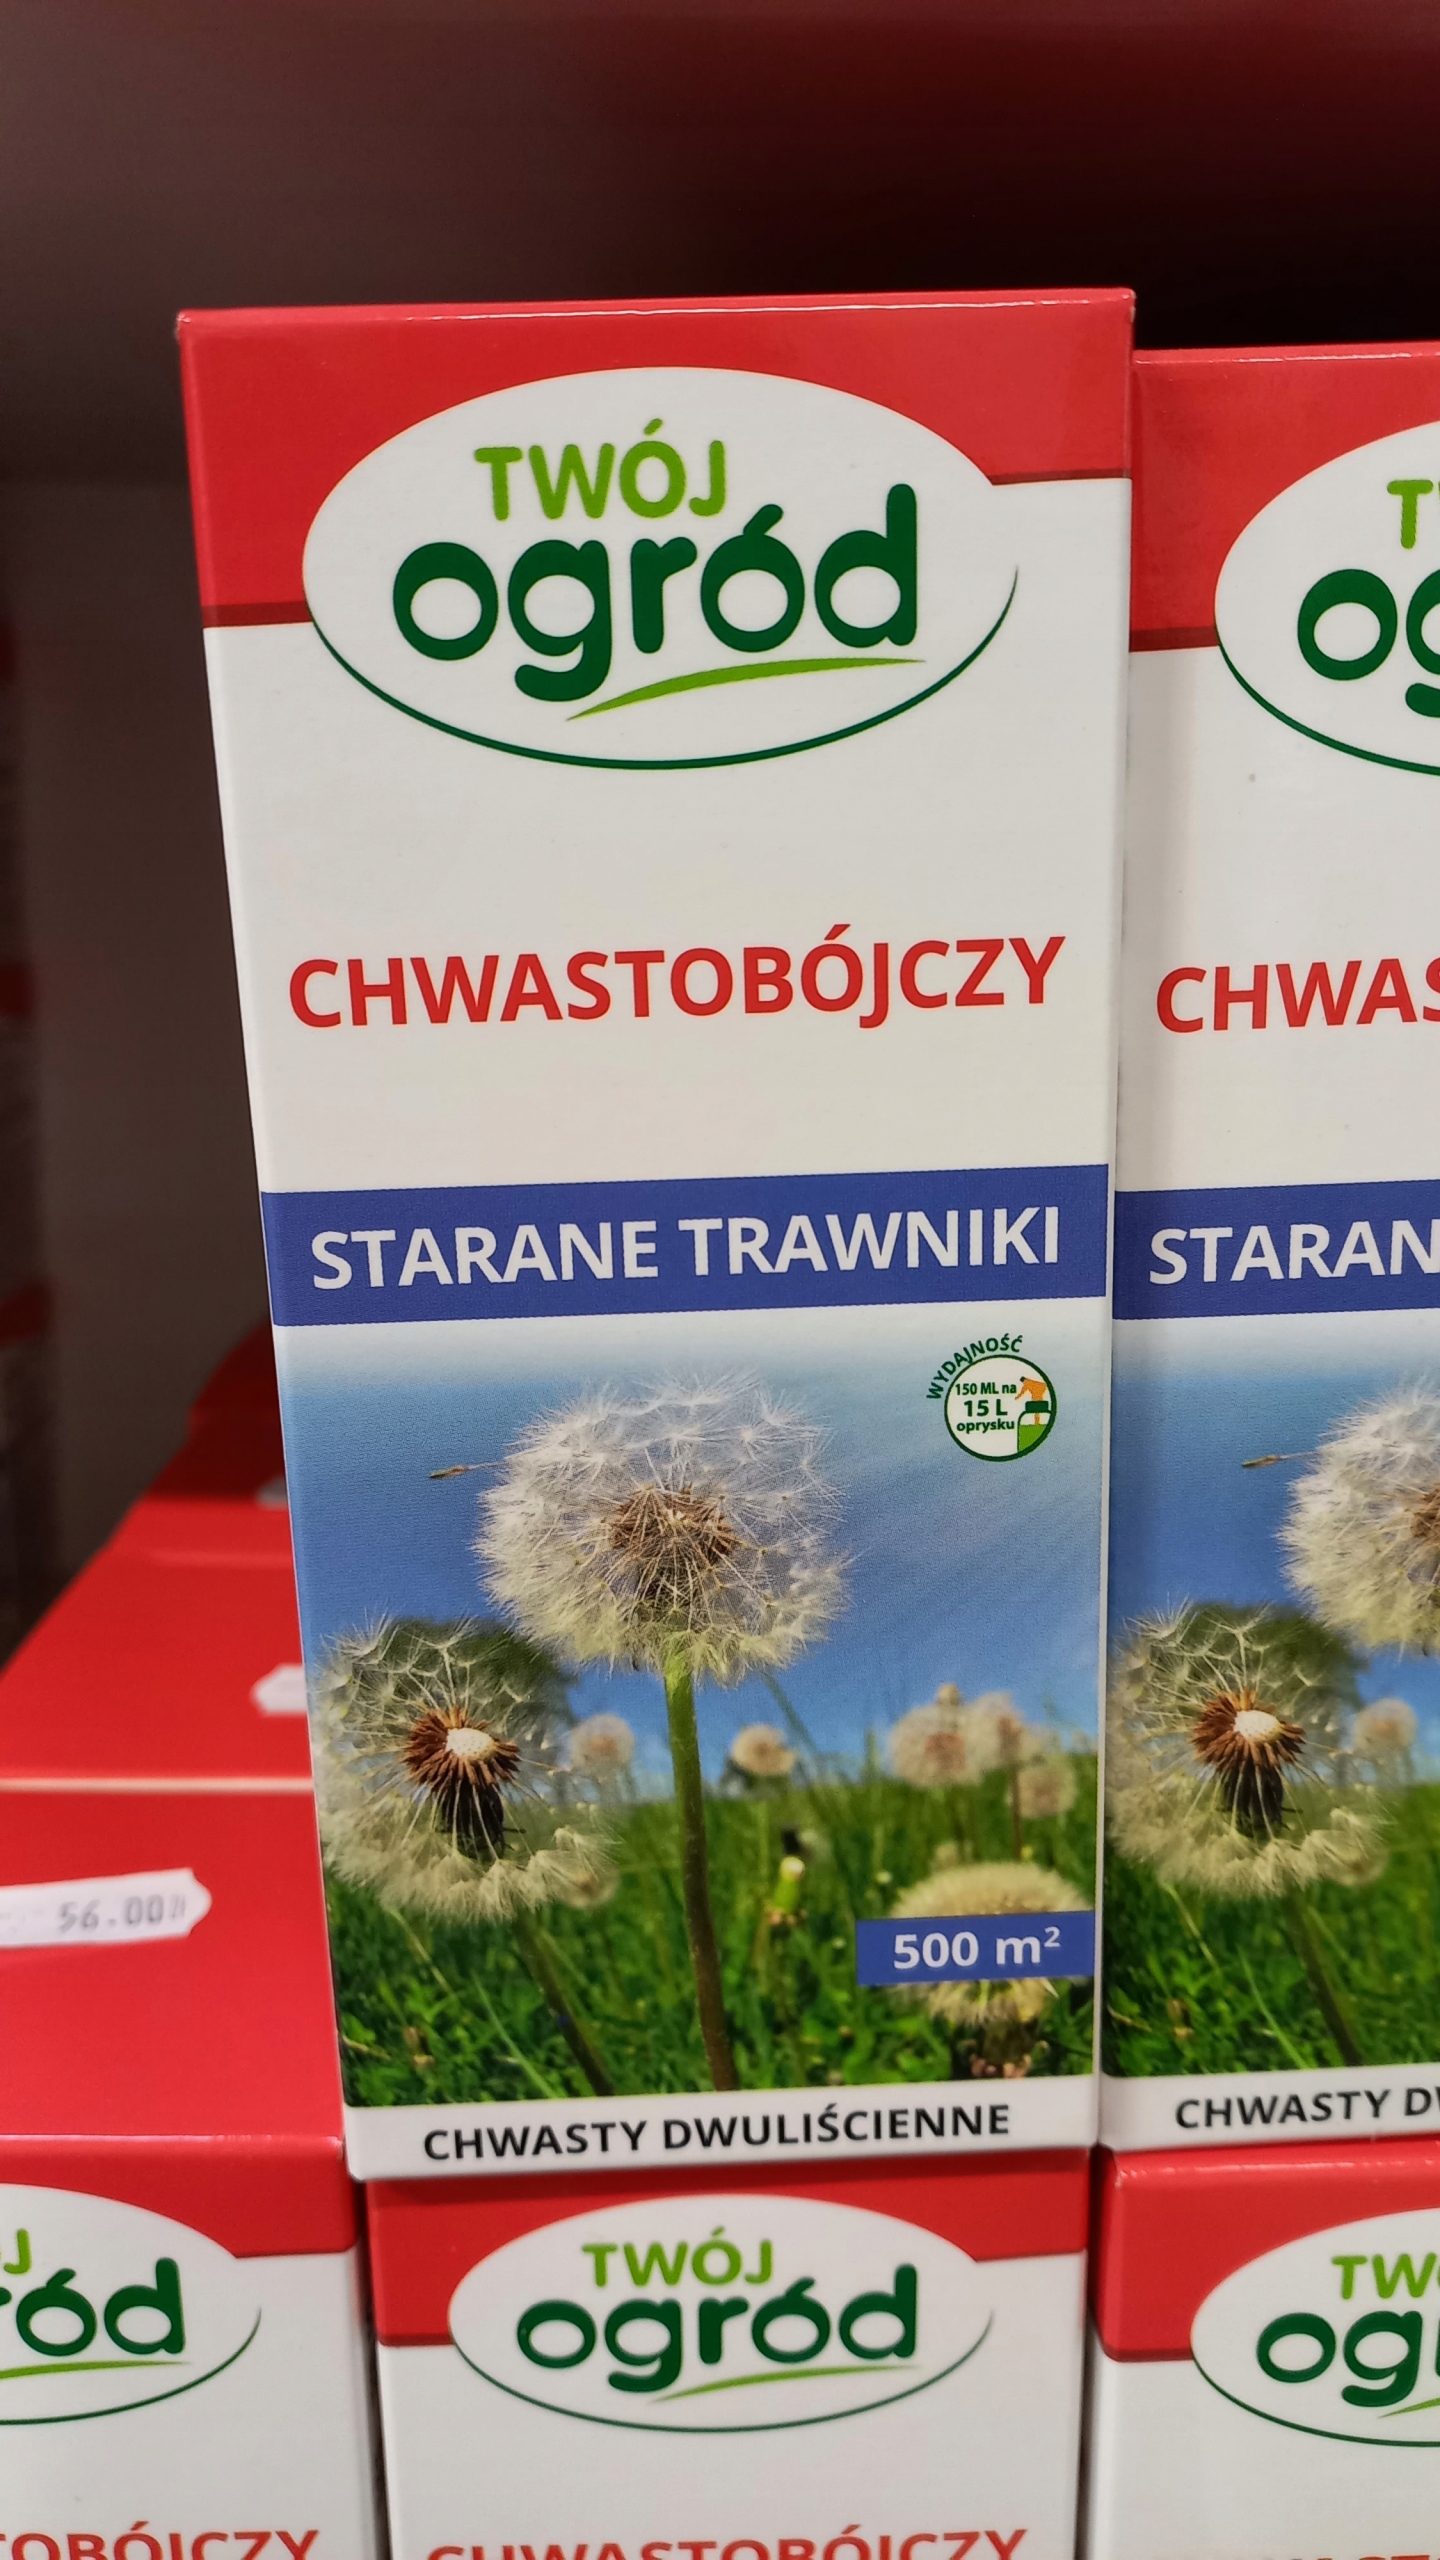 TWÓJ
ogród
CHWASTOBÓJCZY
STARANE TRAWNIKI
WYDAJNOŚĆ
150 ML na
15 L
oprysku
500 m²
CHWASTY DWULIŚCIENNE
56.00zł
TWÓJ
ogród
CHWASTOBÓJCZY